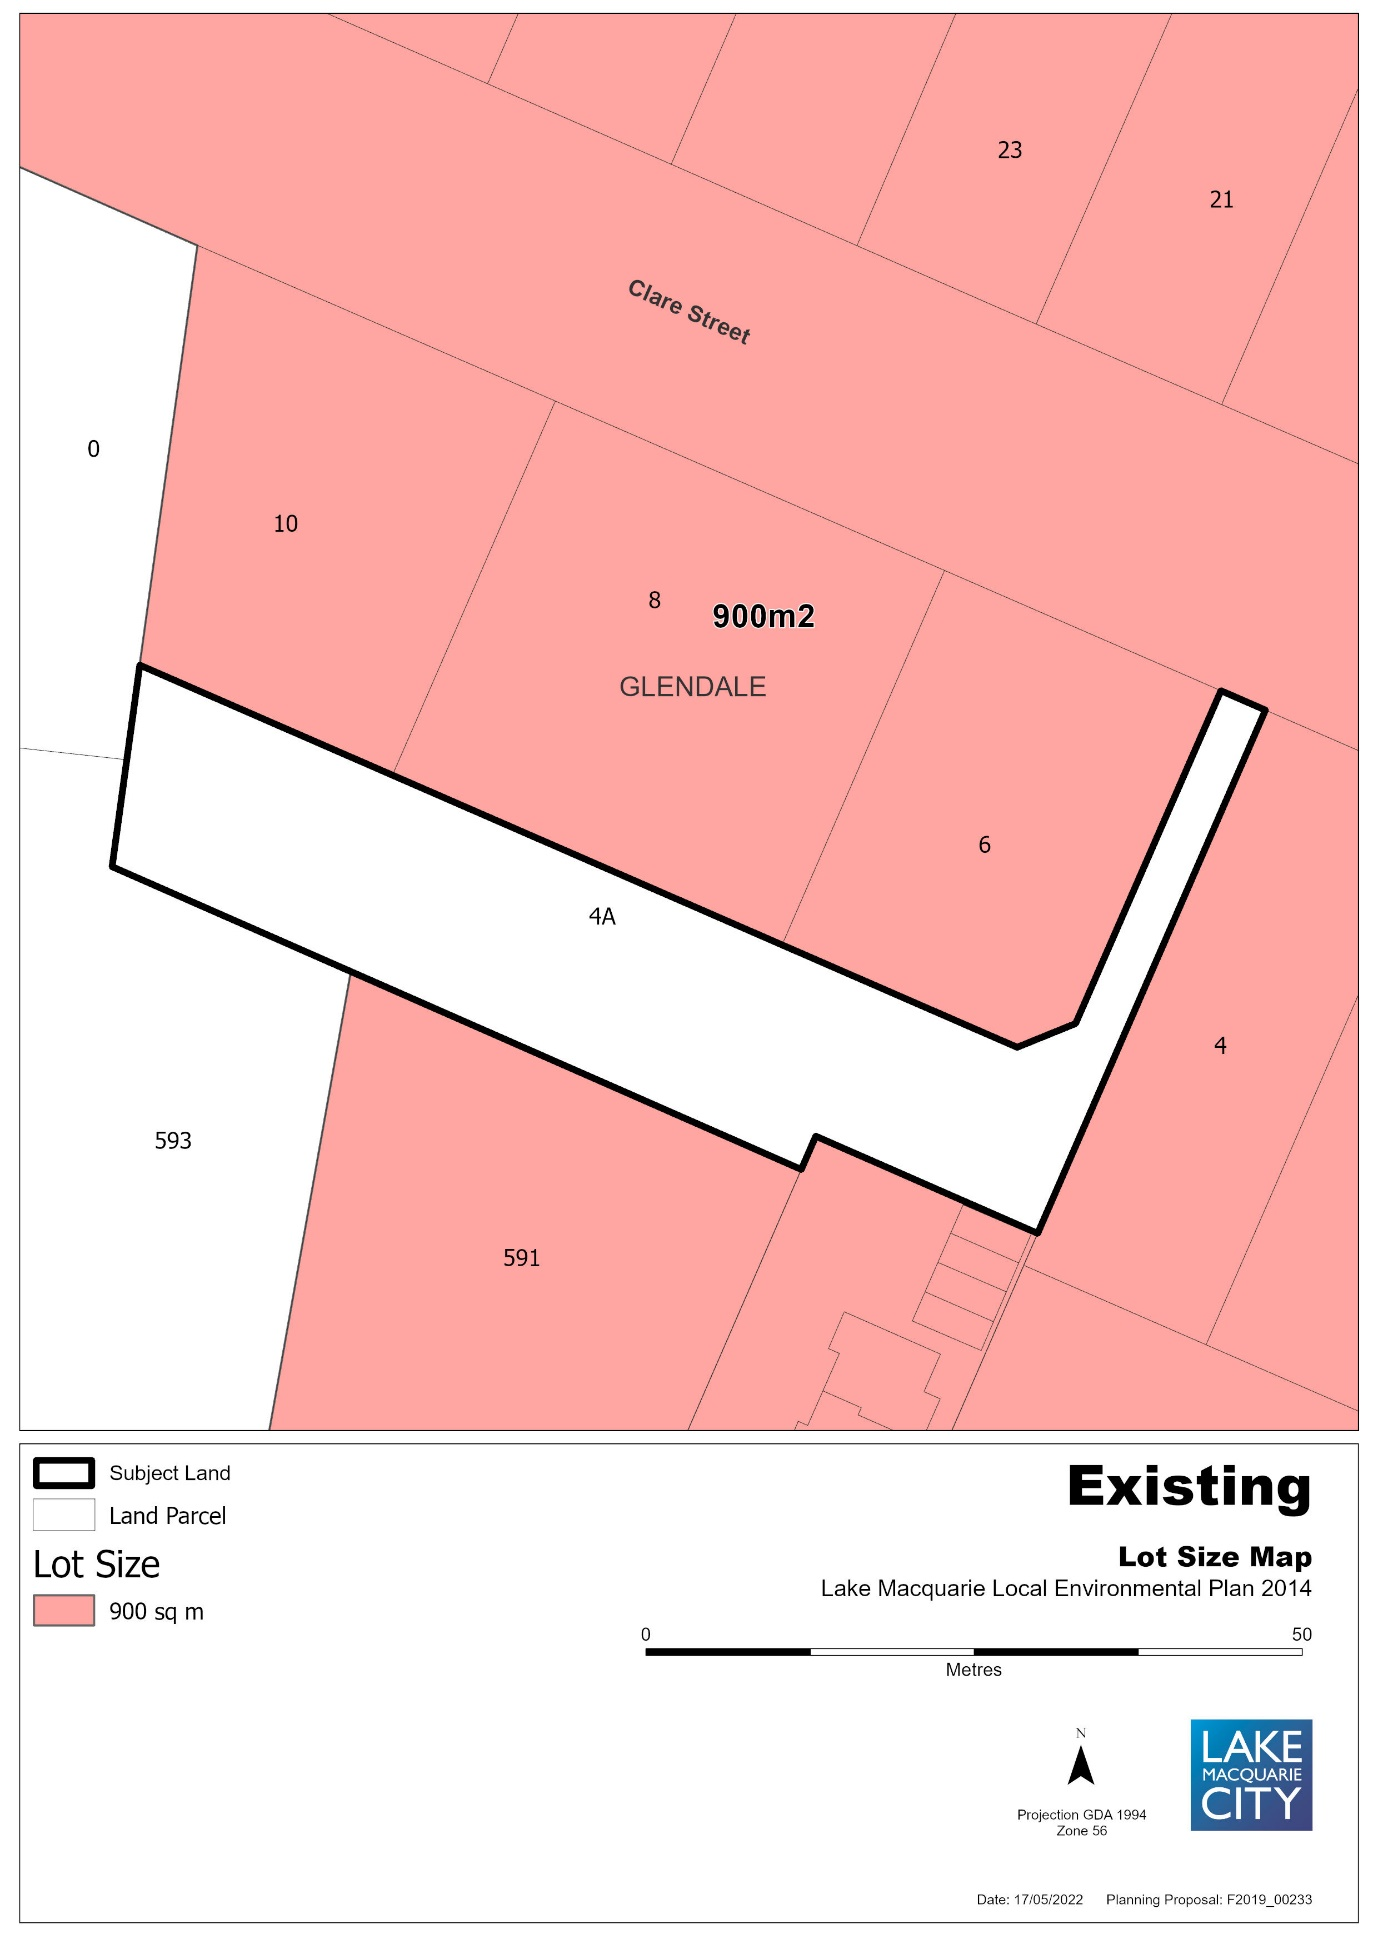 23
21
Clare Street
0
10
8
900m2
GLENDALE
6
4A
4
593
591
Subject Land
Land Parcel
Lot Size
900 sq m
Existing
Lot Size Map
Lake Macquarie Local Environmental Plan 2014
0 50
Metres
N
Projection GDA 1994
Zone 56
LAKE
MACQUARIE
CITY
Date: 17/05/2022 Planning Proposal: F2019_00233